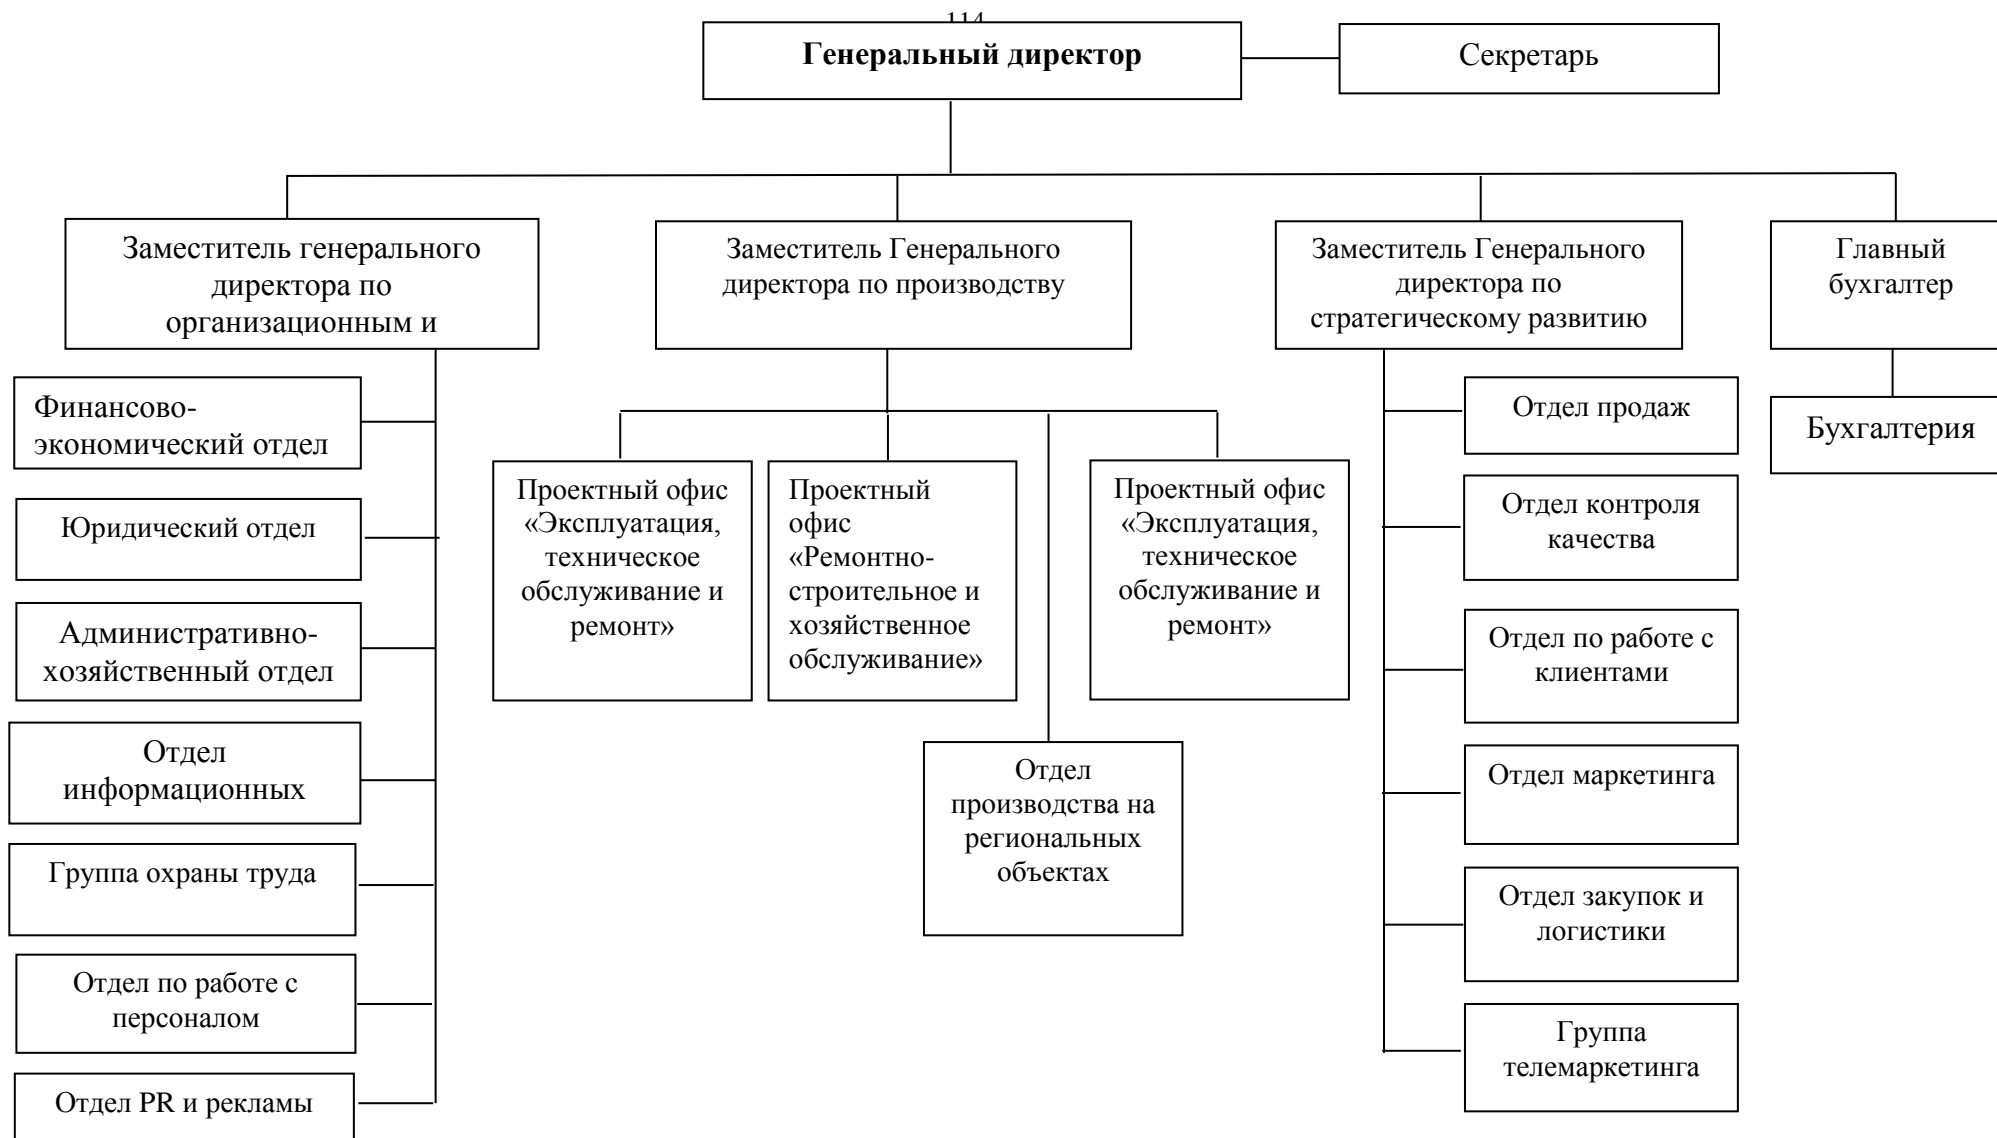 114
Генеральный директор
Секретарь
Заместитель генерального
директора по
организационным и
Заместитель Генерального
директора по производству
Заместитель Генерального
директора по
стратегическому развитию
Главный
бухгалтер
Финансово-
экономический отдел
Юридический отдел
Административно-
хозяйственный отдел
Отдел
информационных
Группа охраны труда
Отдел по работе с
персоналом
Отдел PR и рекламы
Проектный офис
«Эксплуатация,
техническое
обслуживание и
ремонт»
Проектный
офис
«Ремонтно-
строительное и
хозяйственное
обслуживание»
Проектный офис
«Эксплуатация,
техническое
обслуживание и
ремонт»
Отдел
производства на
региональных
объектах
Отдел продаж
Отдел контроля
качества
Отдел по работе с
клиентами
Отдел маркетинга
Отдел закупок и
логистики
Группа
телемаркетинга
Бухгалтерия